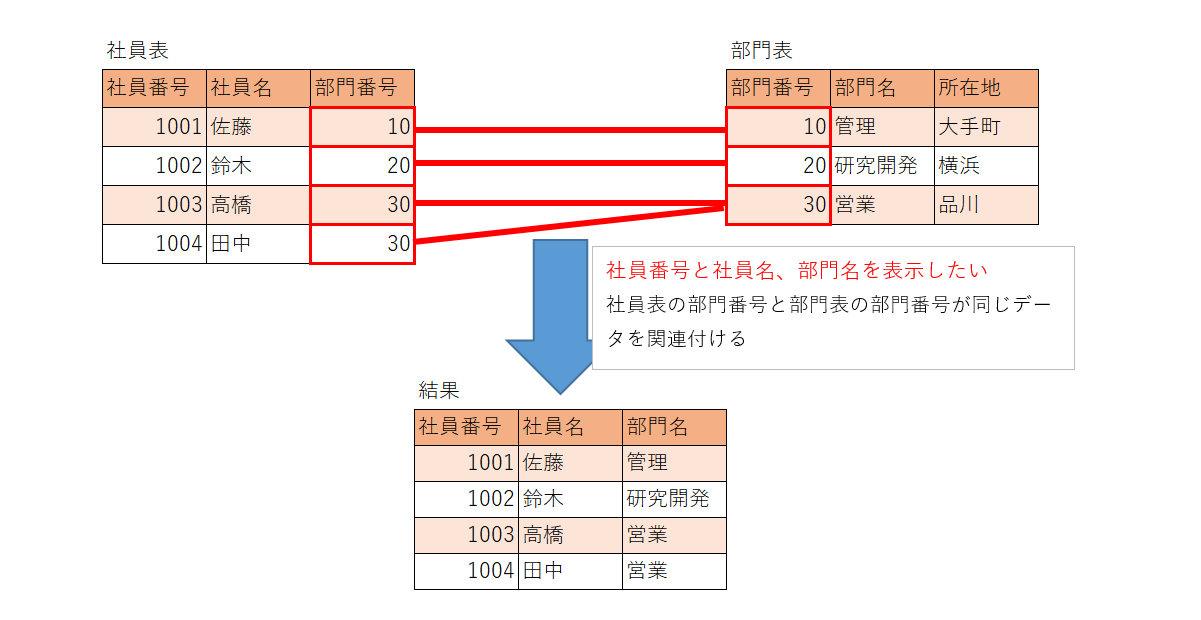 社員表
社員番号 社員名 部門番号
1001 佐藤 10
1002 鈴木 20
1003 高橋 30
1004 田中 30
部門表
部門番号 部門名 所在地
10 管理 大手町
20 研究開発 横浜
30 営業 品川
社員番号と社員名、部門名を表示したい
社員表の部門番号と部門表の部門番号が同じデー
タを関連付ける
結果
社員番号 社員名 部門名
1001 佐藤 管理
1002 鈴木 研究開発
1003 高橋 営業
1004 田中 営業